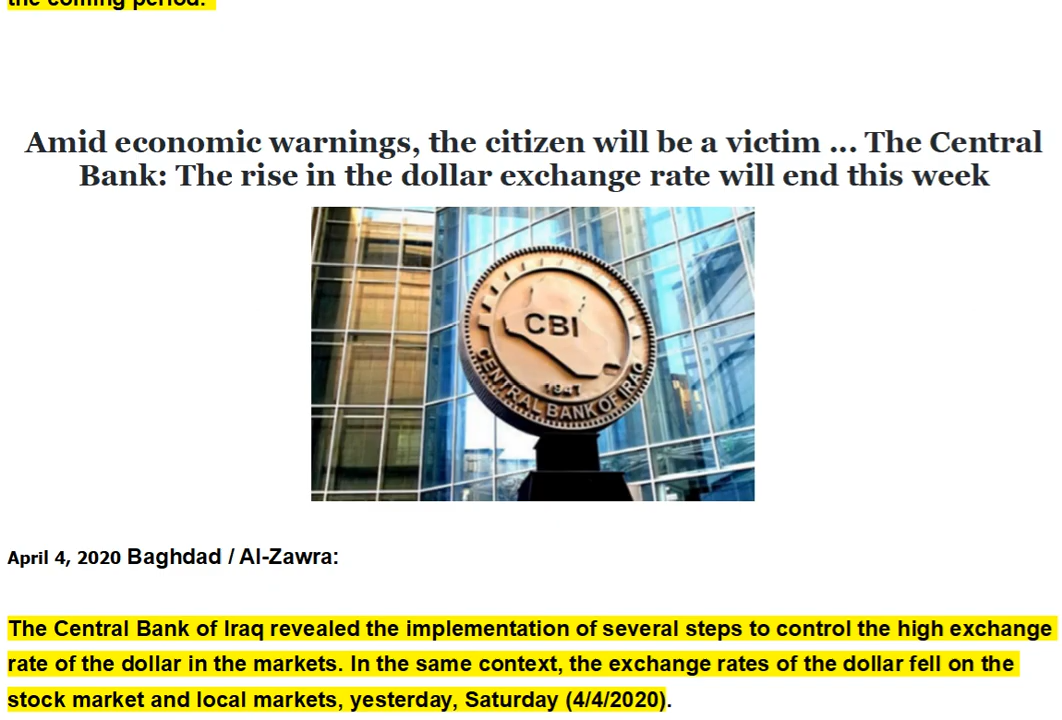 the coming period.
Amid economic warnings, the citizen will be a victim ... The Central
Bank: The rise in the dollar exchange rate will end this week
CBI
1947
CENTRAL BANK OF IRAQ
April 4, 2020 Baghdad / Al-Zawra:
The Central Bank of Iraq revealed the implementation of several steps to control the high exchange
rate of the dollar in the markets. In the same context, the exchange rates of the dollar fell on the
stock market and local markets, yesterday, Saturday (4/4/2020).